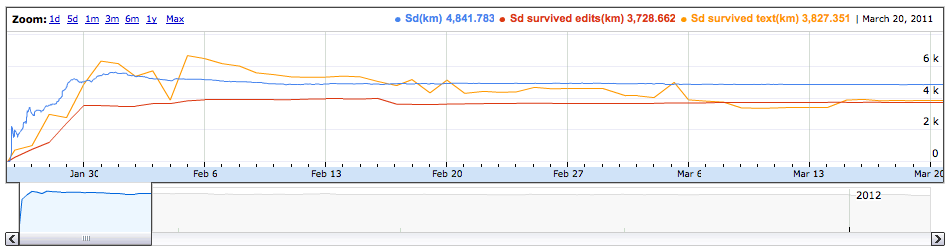 Zoom: 1d 5d 1m 3m 6m 1y Max
Sd(km) 4,841.783 Sd survived edits(km) 3,728.662 Sd survived text(km) 3,827.351 | March 20, 2011
6 k
4 k
2 k
0
Jan 30 Feb 6 Feb 13 Feb 20 Feb 27 Mar 6 Mar 13 Mar 20
2012